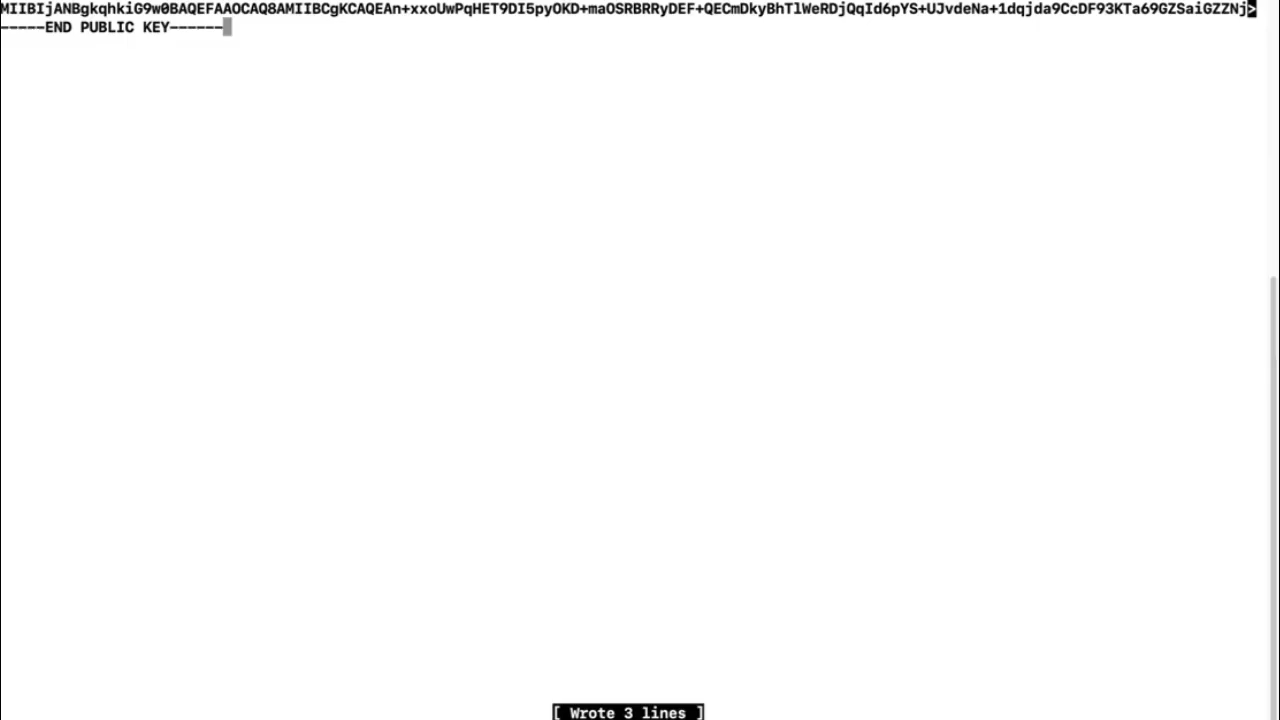 MIIBIjANBgkqhkiG9w0BAQEFAAOCAQ8AMIIBCgKCAQEAn+xxoUwPqHET9DI5pyOKD+maOSRBRRyDEF+QECmDkyBhTlWeRDjQqId6pYS+UJvdeNa+1dqjda9CcDF93KTa69GZSaiGZZNj>
-----END PUBLIC KEY------
[ Wrote 3 lines ]